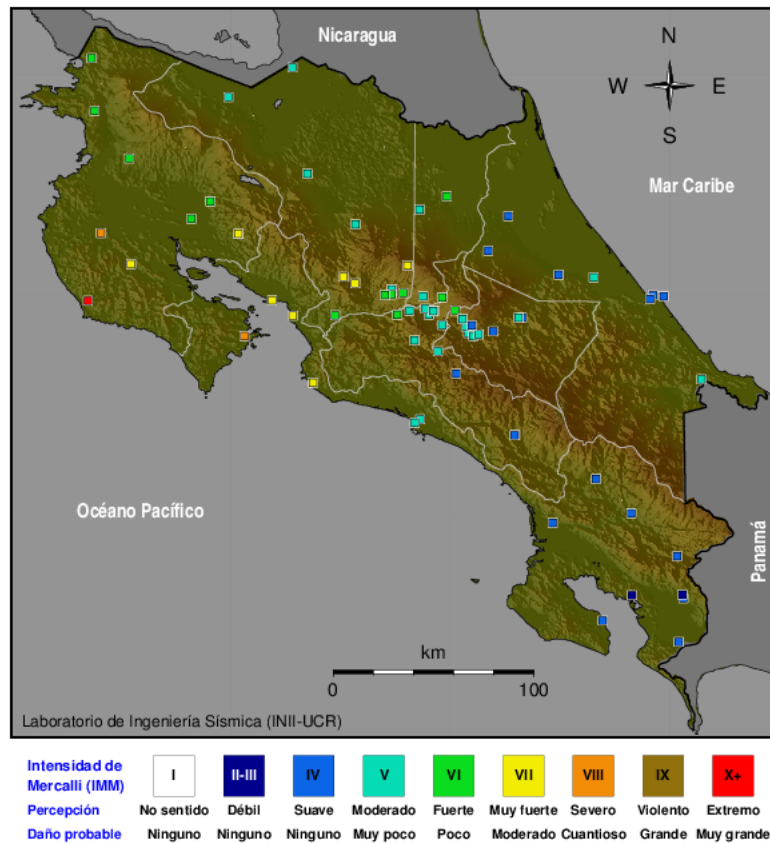 Nicaragua
N
W E
S
Mar Caribe
Océano Pacífico
Panamá
km
0 100
Laboratorio de Ingeniería Sísmica (INII-UCR)
Intensidad de Mercalli (IMM) I II-III IV V VI VII VIII IX X+
Percepción No sentido Débil Suave Moderado Fuerte Muy fuerte Severo Violento Extremo
Daño probable Ninguno Ninguno Ninguno Muy poco Poco Moderado Cuantioso Grande Muy grande